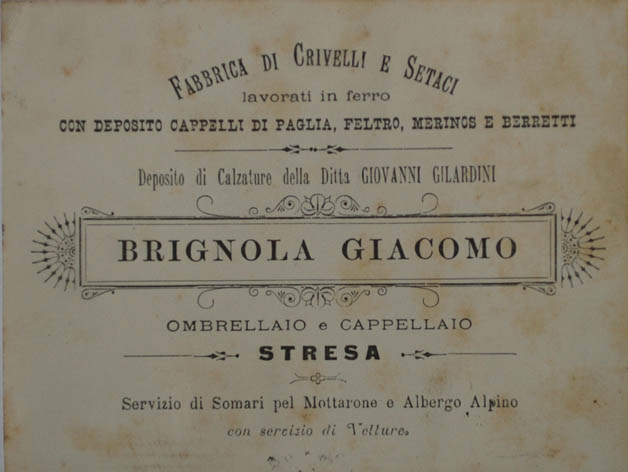 FABBRICA DI CRIVELLI E SETACI
lavorati in ferro
CON DEPOSITO CAPPELLI DI PAGLIA, FELTRO, MERINOS E BERRETTI
Deposito di Calzature della Ditta GIOVANNI GILARDINI
BRIGNOLA GIACOMO
OMBRELLAIO e CAPPELLAIO
STRESA
Servizio di Somari pel Mottarone e Albergo Alpino
con servizio di Vetture.